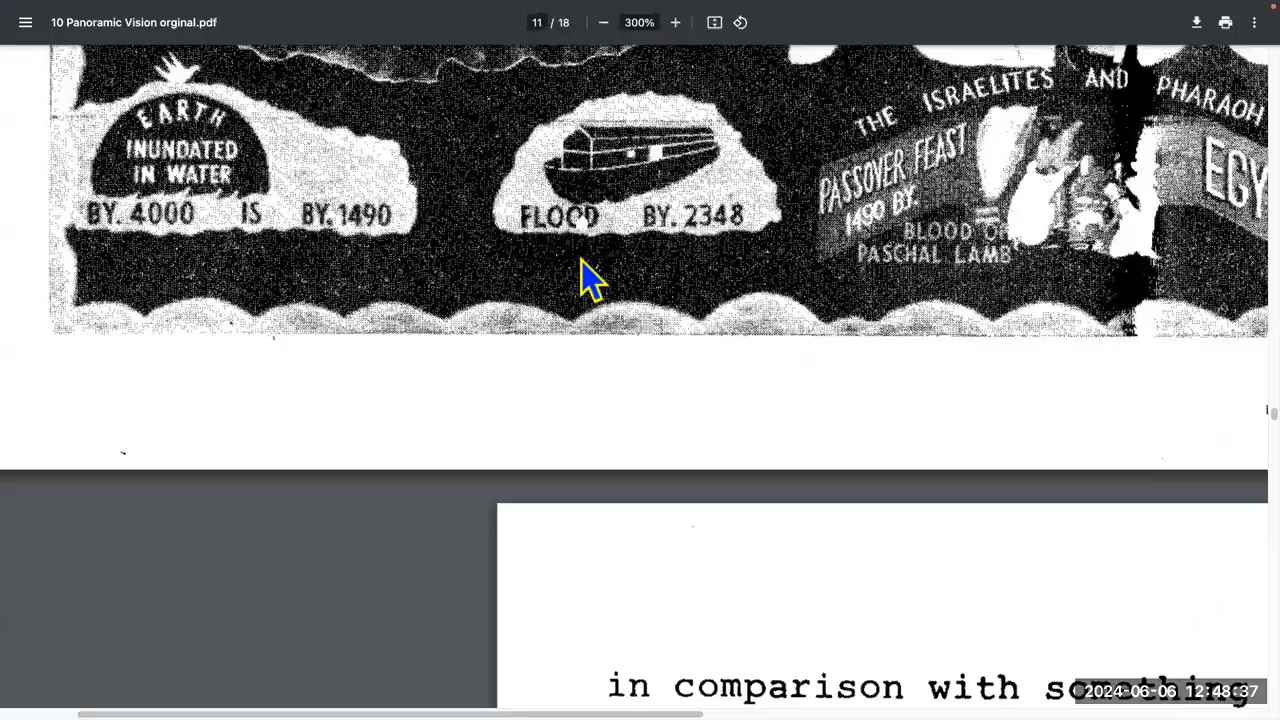 10 Panoramic Vision orginal.pdf
11 / 18
300%
EARTH
INUNDATED
IN WATER
BY. 4000 IS BY. 1490
FLOOD BY. 2348
THE ISRAELITES AND PHARAOH
PASSOVER FEAST
1490 BY.
BLOOD OF
PASCHAL LAMB
EGY
in comparison with something
2024-06-06 12:48:37